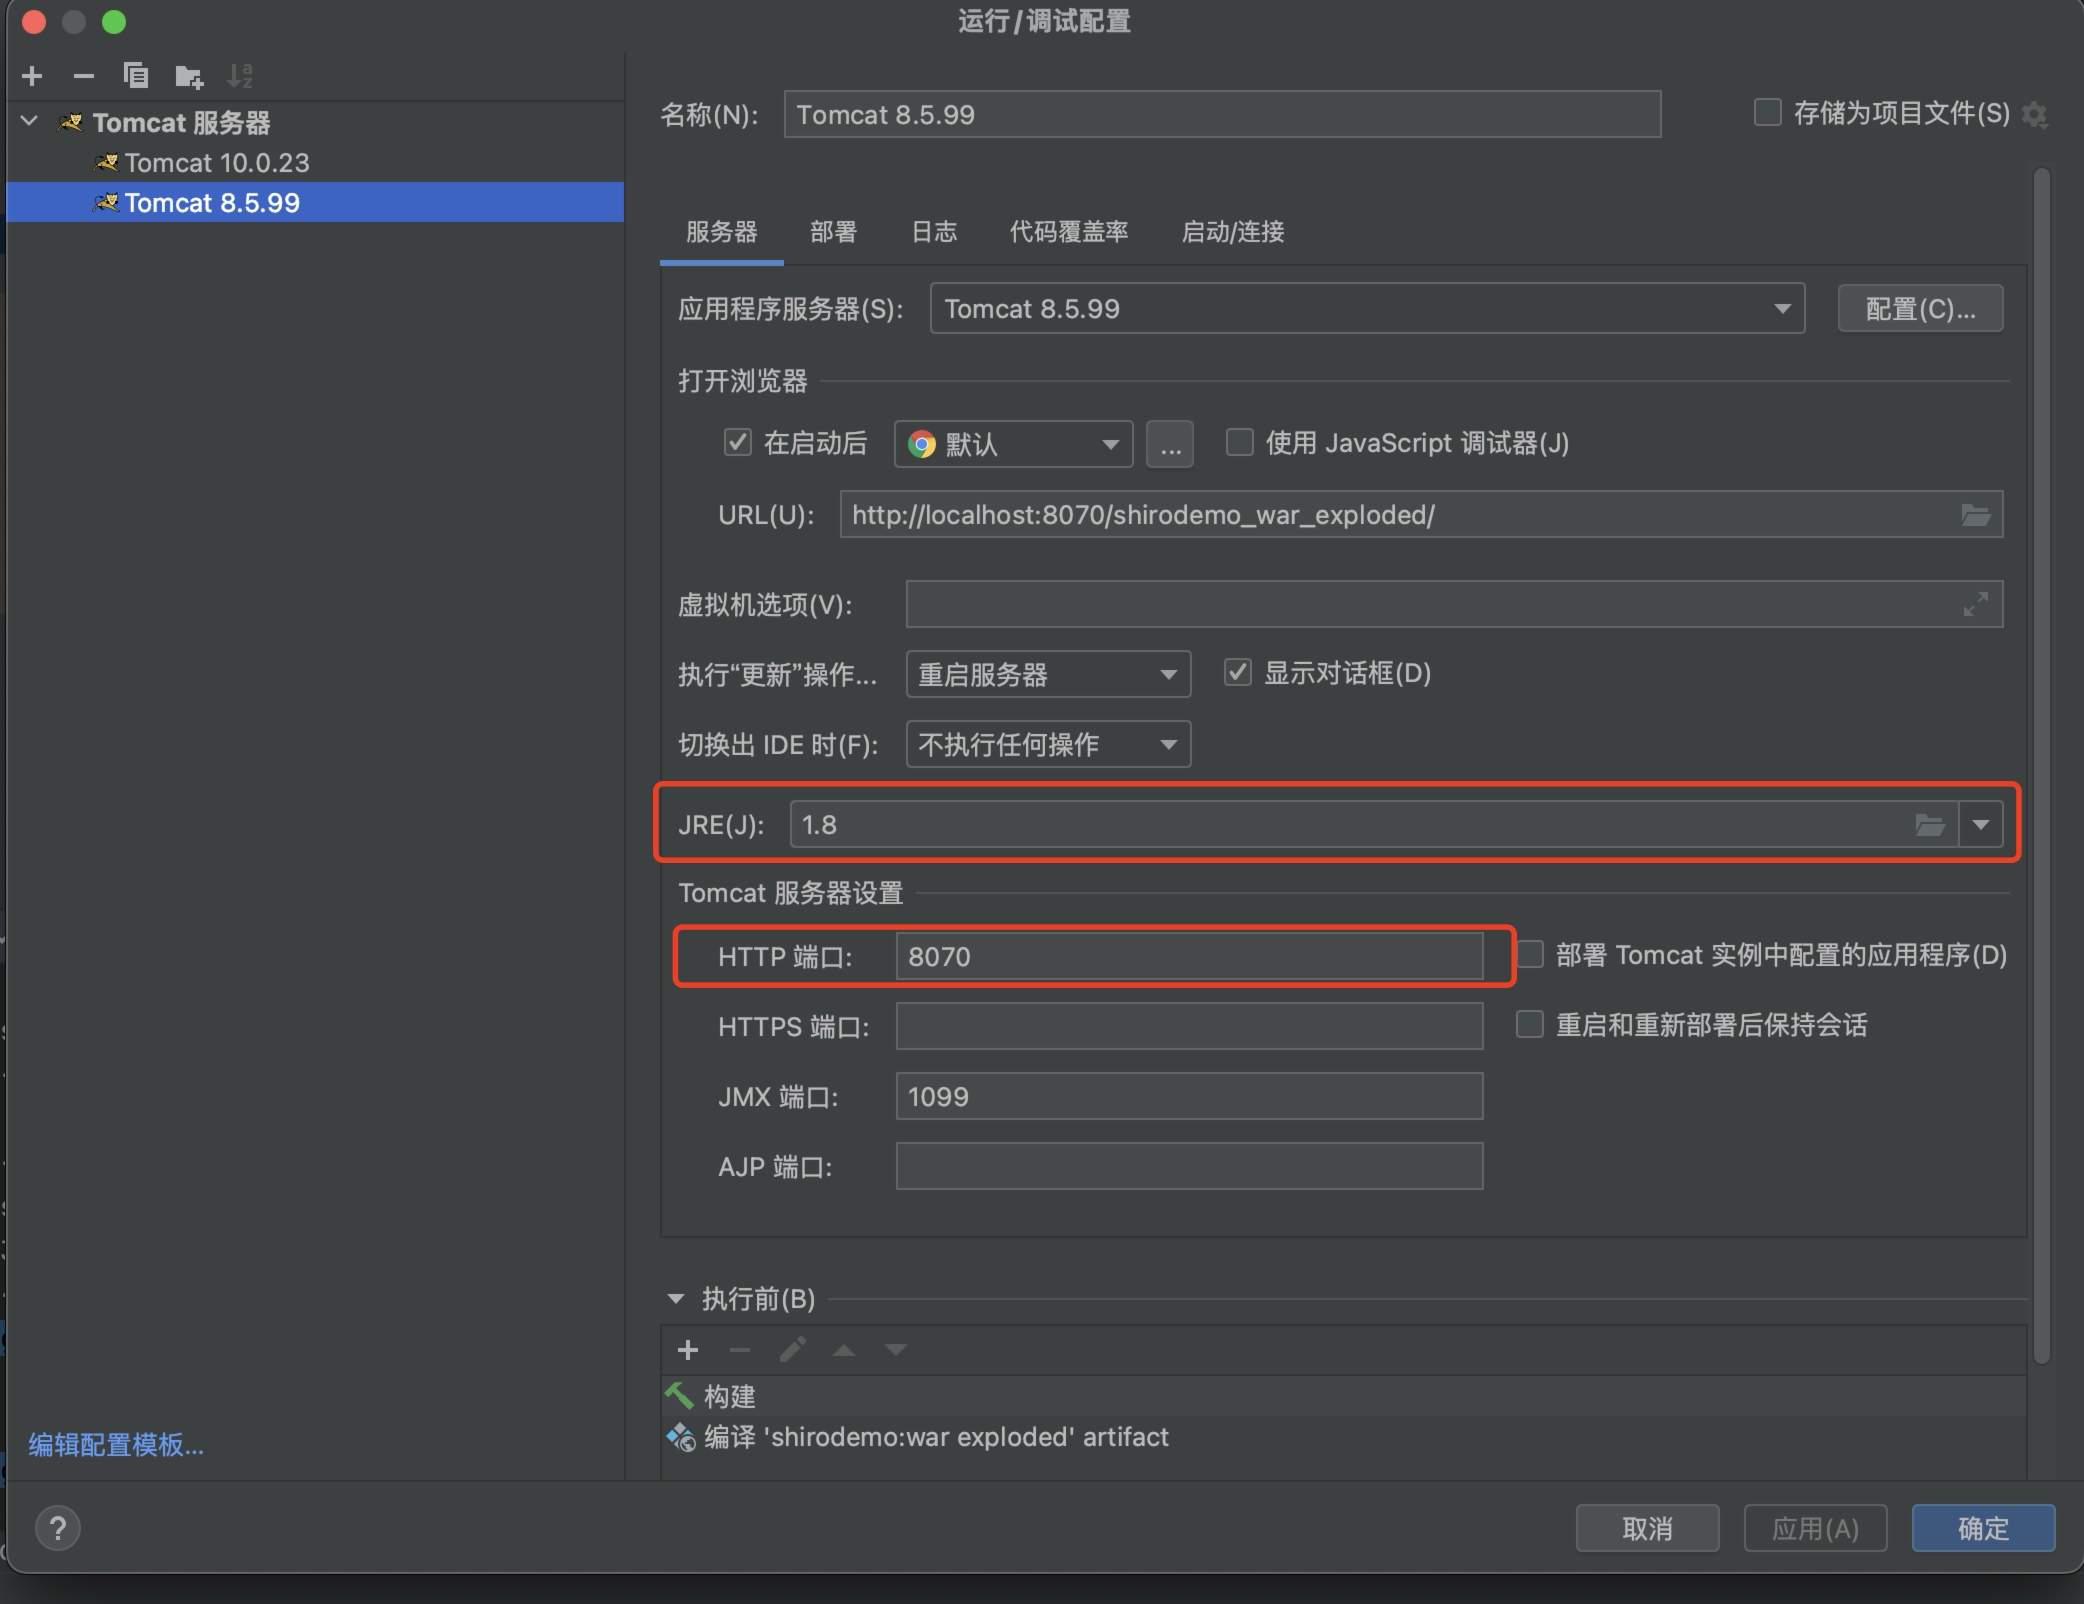 运行/调试配置
Tomcat 服务器
Tomcat 10.0.23
Tomcat 8.5.99
编辑配置模板...
名称(N): Tomcat 8.5.99 存储为项目文件(S)
服务器 部署 日志 代码覆盖率 启动/连接
应用程序服务器(S): Tomcat 8.5.99 配置(C)...
打开浏览器
在启动后 默认 ... 使用 JavaScript 调试器(J)
URL(U): http://localhost:8070/shirodemo_war_exploded/
虚拟机选项(V):
执行“更新”操作... 重启服务器 显示对话框(D)
切换出 IDE 时(F): 不执行任何操作
JRE(J): 1.8
Tomcat 服务器设置
HTTP 端口: 8070 部署 Tomcat 实例中配置的应用程序(D)
HTTPS 端口: 重启和重新部署后保持会话
JMX 端口: 1099
AJP 端口:
执行前(B)
构建
编译 'shirodemo:war exploded' artifact
? 取消 应用(A) 确定